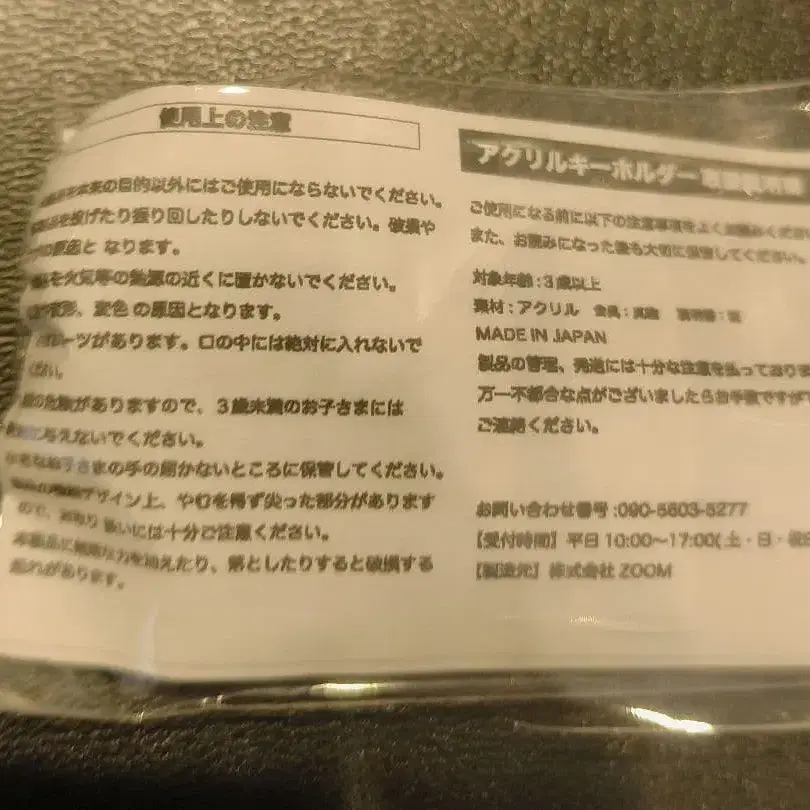 使用上の注意
本来の目的以外にはご使用にならないでください。
を投げたり振り回したりしないでください。破損や
の原因と なります。
を火気等の熱源の近くに置かないでください。
変形、変色 の原因となります。
パーツがあります。口の中には絶対に入れないで
ください。
の危険がありますので、3歳未満のお子さまには
与えないでください。
小さなお子さまの手の届かないところに保管してください。
デザイン上、やむを得ず尖った部分があります
ので、お取り扱いには十分ご注意ください。
本製品に無理な力を加えたり、落としたりすると破損する
恐れがあります。
アクリルキーホルダー
ご使用になる前に以下の注意事項をよくお読みください
また、お読みになった後も大切に保管してください。
対象年齢:3歳以上
素材:アクリル 金具:
MADE IN JAPAN
製品の管理、発送には十分な注意を払っておりま
万一不都合な点がございましたらお手数ですが
ご連絡ください。
お問い合わせ番号:090-5603-5277
【受付時間】平日 10:00〜17:00(土・日・祝
【製造元】株式会社 ZOOM